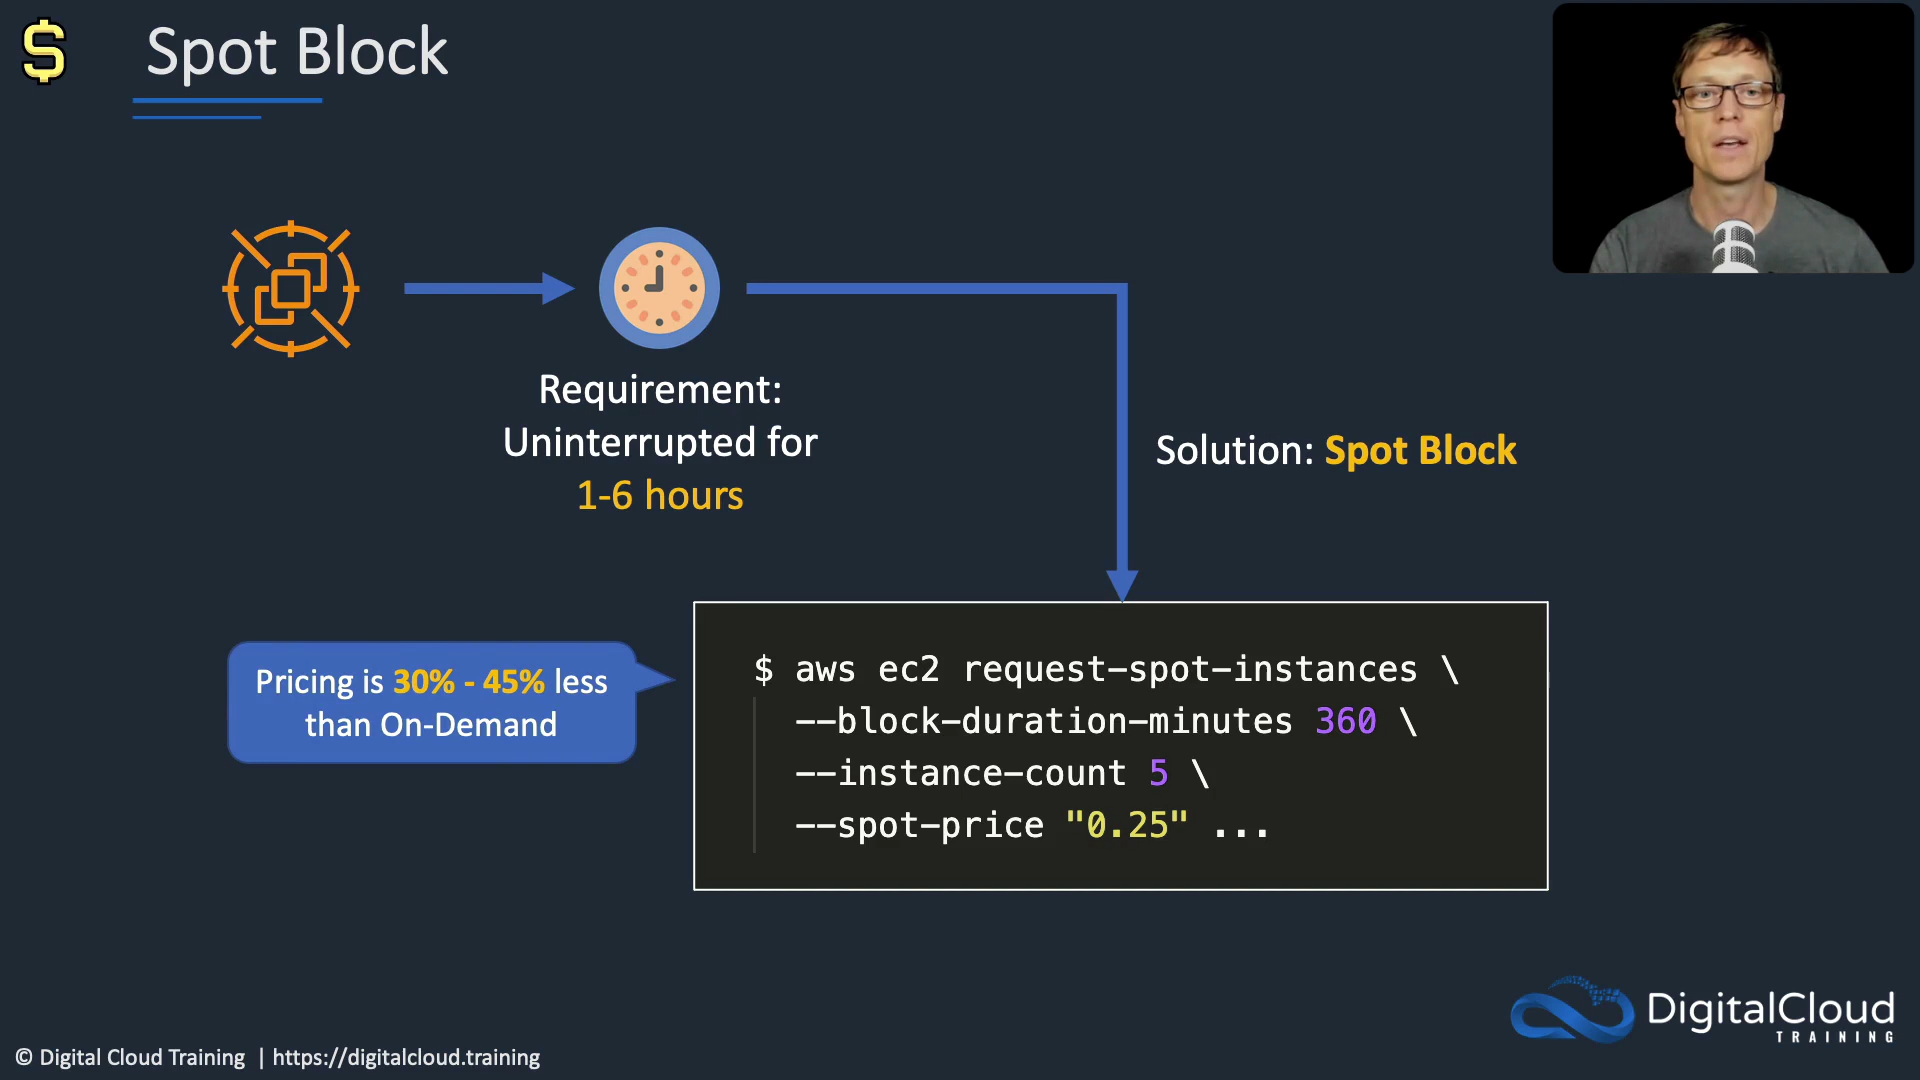 Spot Block
Requirement:
Uninterrupted for
1-6 hours
Solution: Spot Block
Pricing is 30% - 45% less
than On-Demand
$ aws ec2 request-spot-instances \
--block-duration-minutes 360 \
--instance-count 5 \
--spot-price "0.25" ...
DigitalCloud
TRAINING
© Digital Cloud Training | https://digitalcloud.training